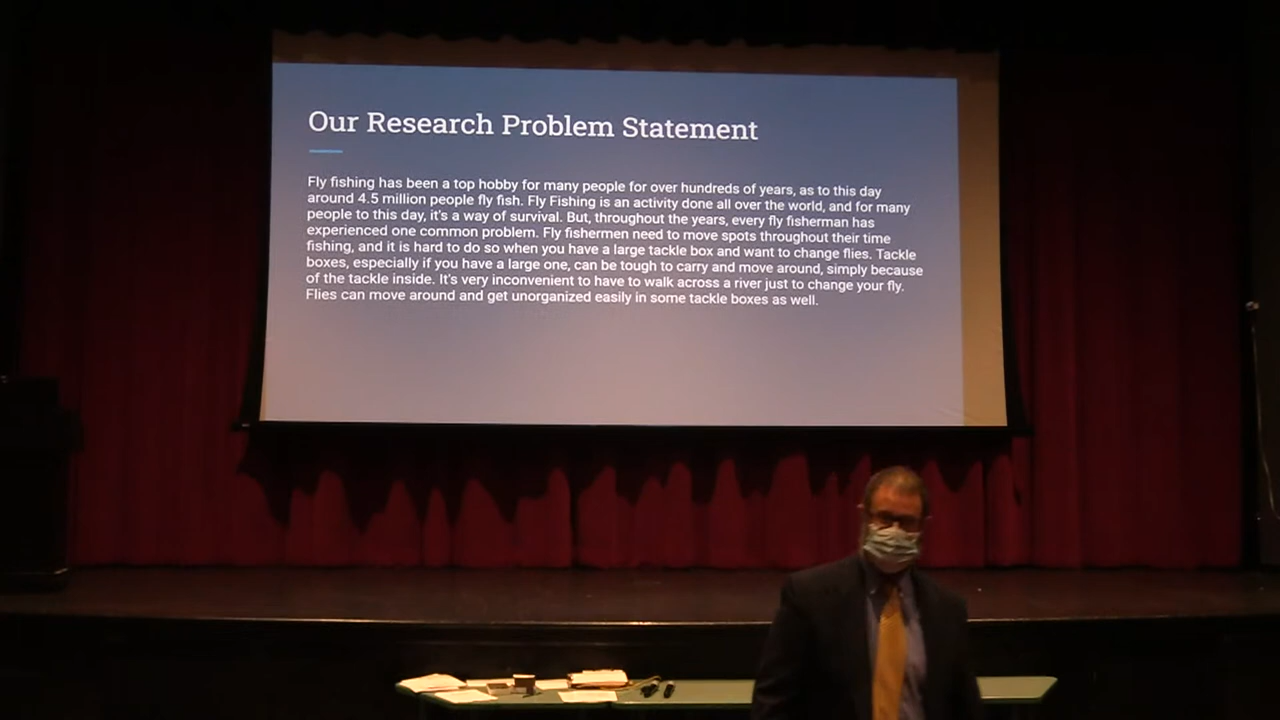 Our Research Problem Statement
Fly fishing has been a top hobby for many people for over hundreds of years, as to this day
around 4.5 million people fly fish. Fly Fishing is an activity done all over the world, and for many
people to this day, it's a way of survival. But, throughout the years, every fly fisherman has
experienced one common problem. Fly fishermen need to move spots throughout their time
fishing, and it is hard to do so when you have a large tackle box and want to change flies. Tackle
boxes, especially if you have a large one, can be tough to carry and move around, simply because
of the tackle inside. It's very inconvenient to have to walk across a river just to change your fly.
Flies can move around and get unorganized easily in some tackle boxes as well.